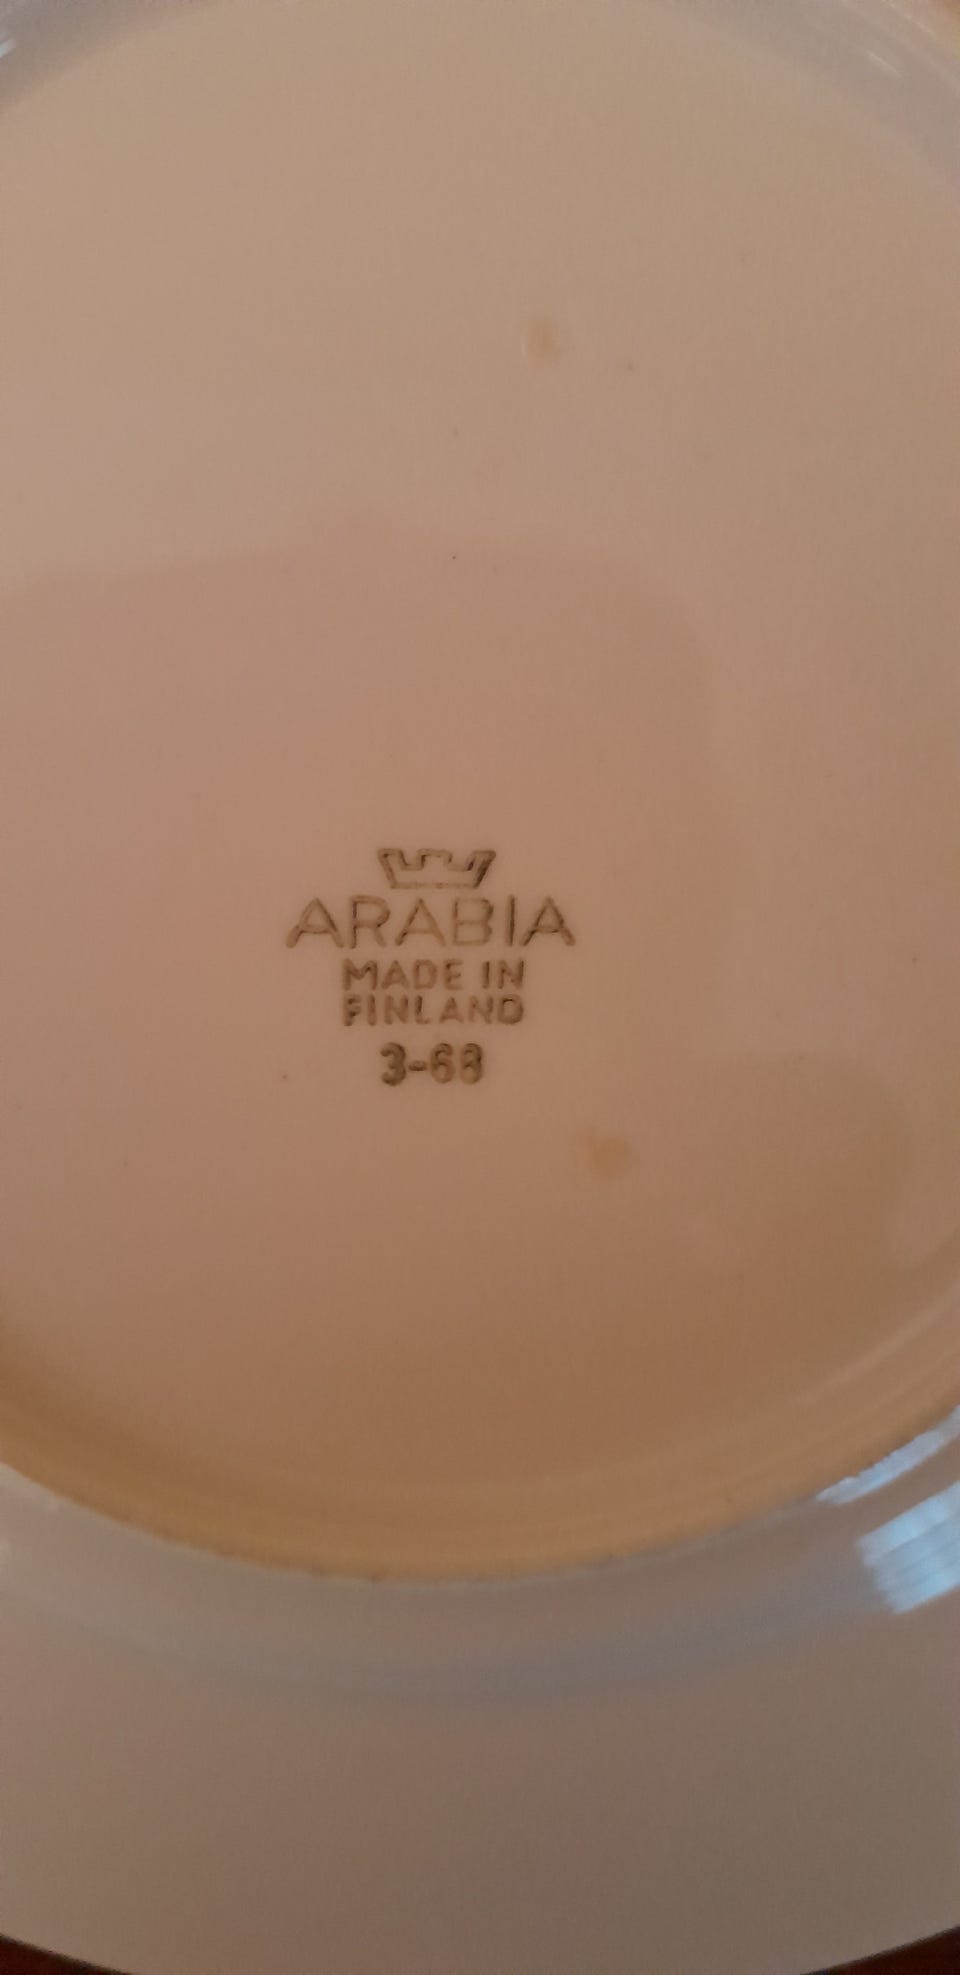 ARABIA
MADE IN
FINLAND
3-68